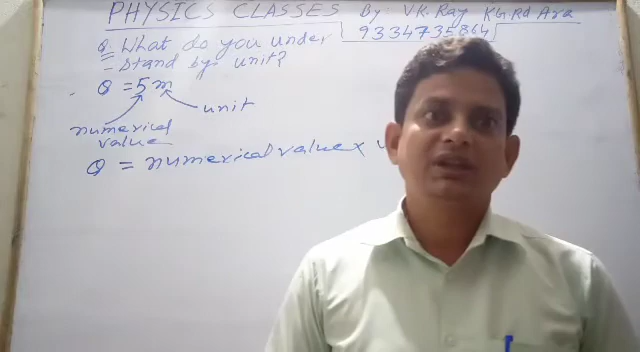 PHYSICS CLASSES By: V.K. Ray KG. Rd Ara
9334735864
Q. What do you under
- stand by unit?
Q = 5 m
unit
numerical
value
Q = numerical value x u